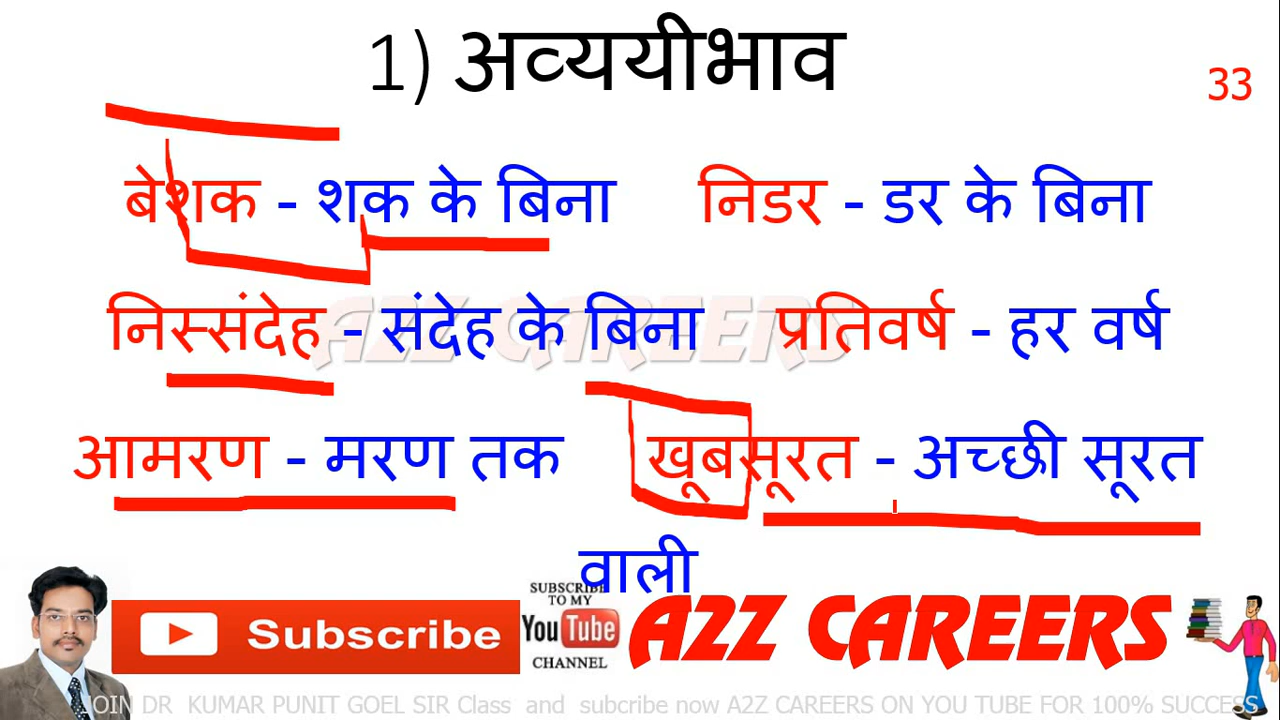 1) अव्ययीभाव
33
बेशक - शक के बिना निडर - डर के बिना
निस्संदेह - संदेह के बिना प्रतिवर्ष - हर वर्ष
A2Z CAREERS
आमरण - मरण तक खूबसूरत - अच्छी सूरत
वाली
Subscribe
SUBSCRIBE
TO MY
YouTube
CHANNEL
A2Z CAREERS
JOIN DR KUMAR PUNIT GOEL SIR Class and subcribe now A2Z CAREERS ON YOU TUBE FOR 100% SUCCESS